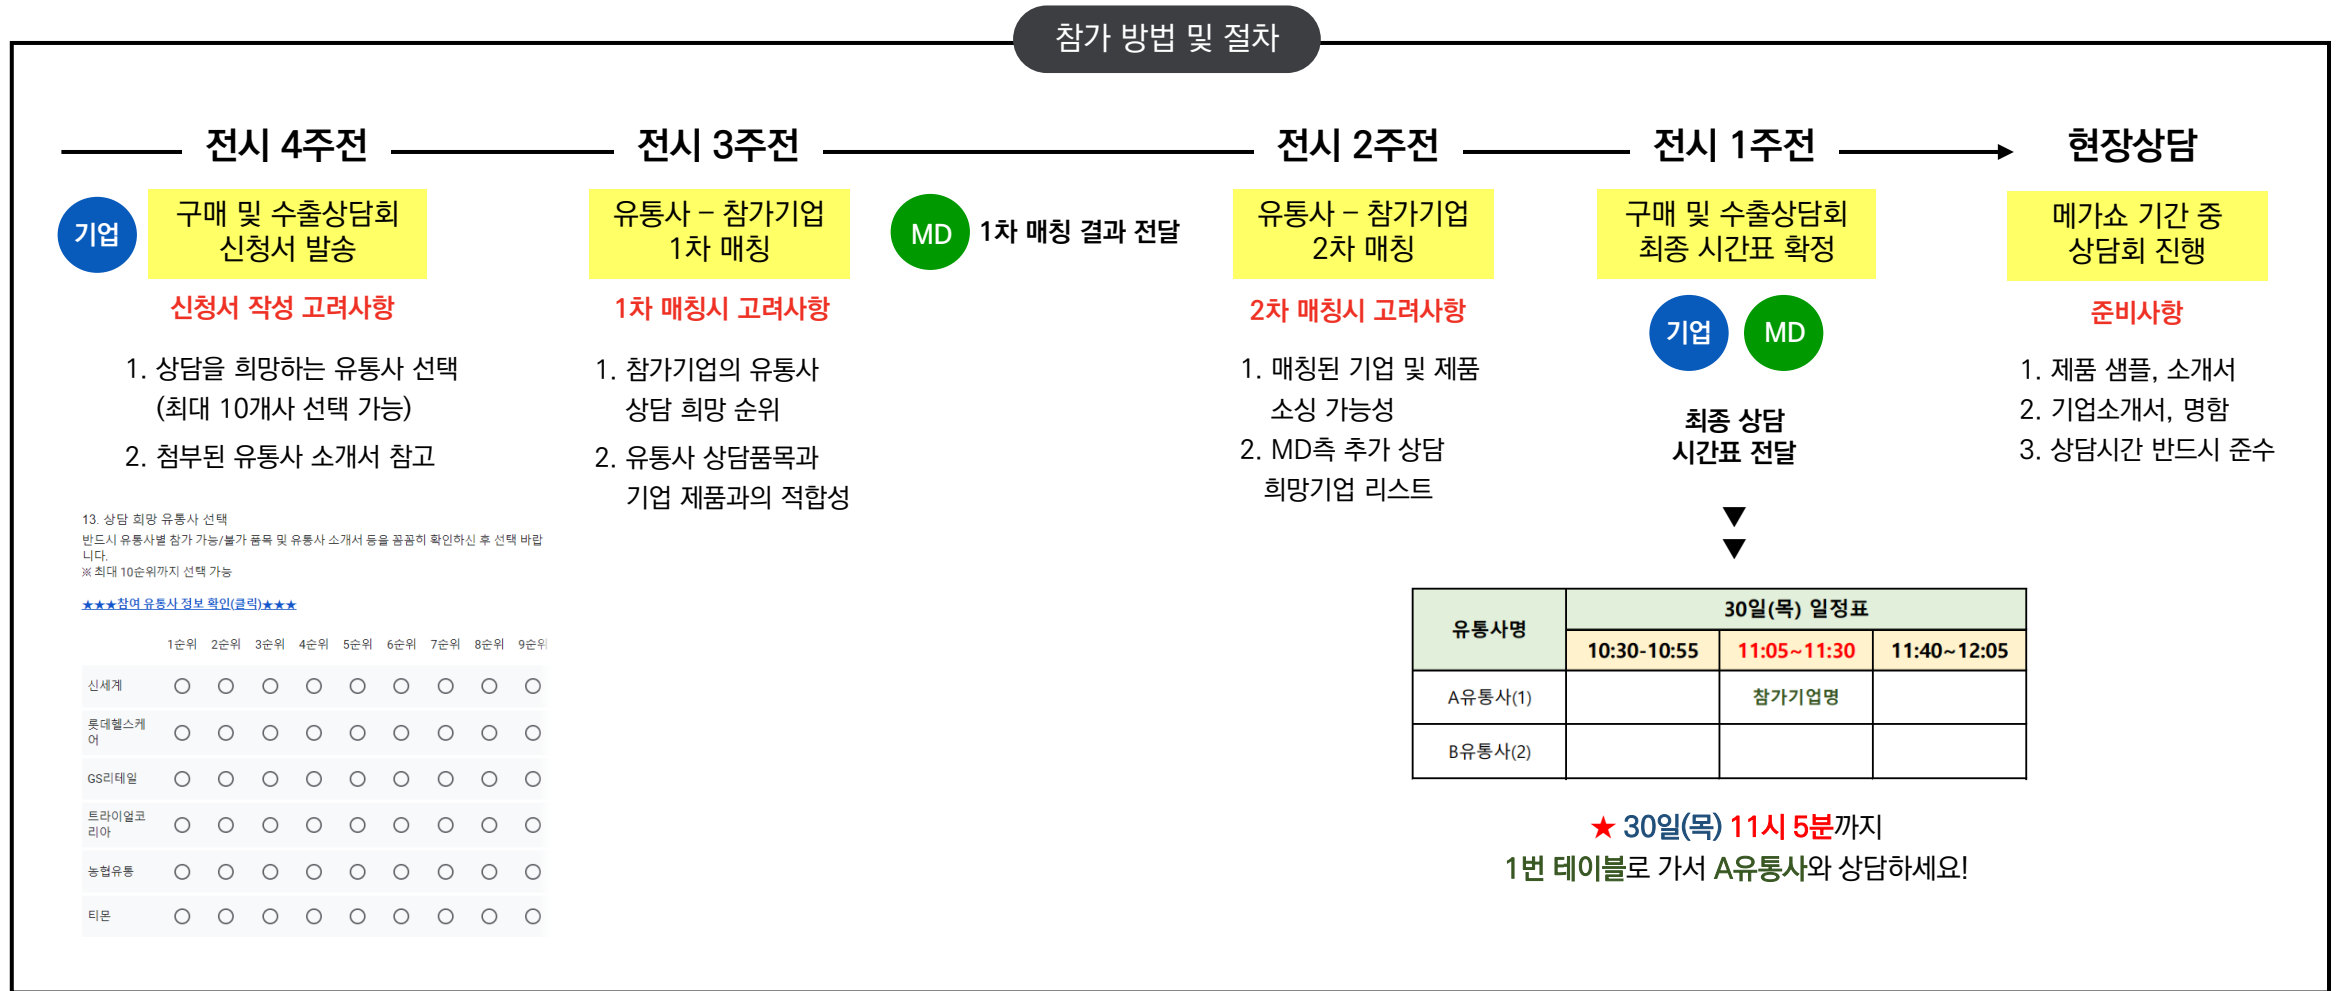 참가 방법 및 절차
전시 4주전
기업
구매 및 수출상담회
신청서 발송
신청서 작성 고려사항
1. 상담을 희망하는 유통사 선택
(최대 10개사 선택 가능)
2. 첨부된 유통사 소개서 참고
13. 상담 희망 유통사 선택
반드시 유통사별 참가 가능/불가 품목 및 유통사 소개서 등을 꼼꼼히 확인하신 후 선택 바랍
니다.
※ 최대 10순위까지 선택 가능
★★★참여 유통사 정보 확인(클릭)★★★
1순위 2순위 3순위 4순위 5순위 6순위 7순위 8순위 9순위
신세계
롯데헬스케
어
GS리테일
트라이얼코
리아
농협유통
티몬
전시 3주전
유통사 – 참가기업
1차 매칭
1차 매칭시 고려사항
1. 참가기업의 유통사
상담 희망 순위
2. 유통사 상담품목과
기업 제품과의 적합성
MD 1차 매칭 결과 전달
전시 2주전
유통사 – 참가기업
2차 매칭
2차 매칭시 고려사항
1. 매칭된 기업 및 제품
소싱 가능성
2. MD측 추가 상담
희망기업 리스트
전시 1주전
구매 및 수출상담회
최종 시간표 확정
기업 MD
최종 상담
시간표 전달
▼
▼
유통사명 30일(목) 일정표
10:30-10:55 11:05~11:30 11:40~12:05
A유통사(1) 참가기업명
B유통사(2)
★ 30일(목) 11시 5분까지
1번 테이블로 가서 A유통사와 상담하세요!
현장상담
메가쇼 기간 중
상담회 진행
준비사항
1. 제품 샘플, 소개서
2. 기업소개서, 명함
3. 상담시간 반드시 준수